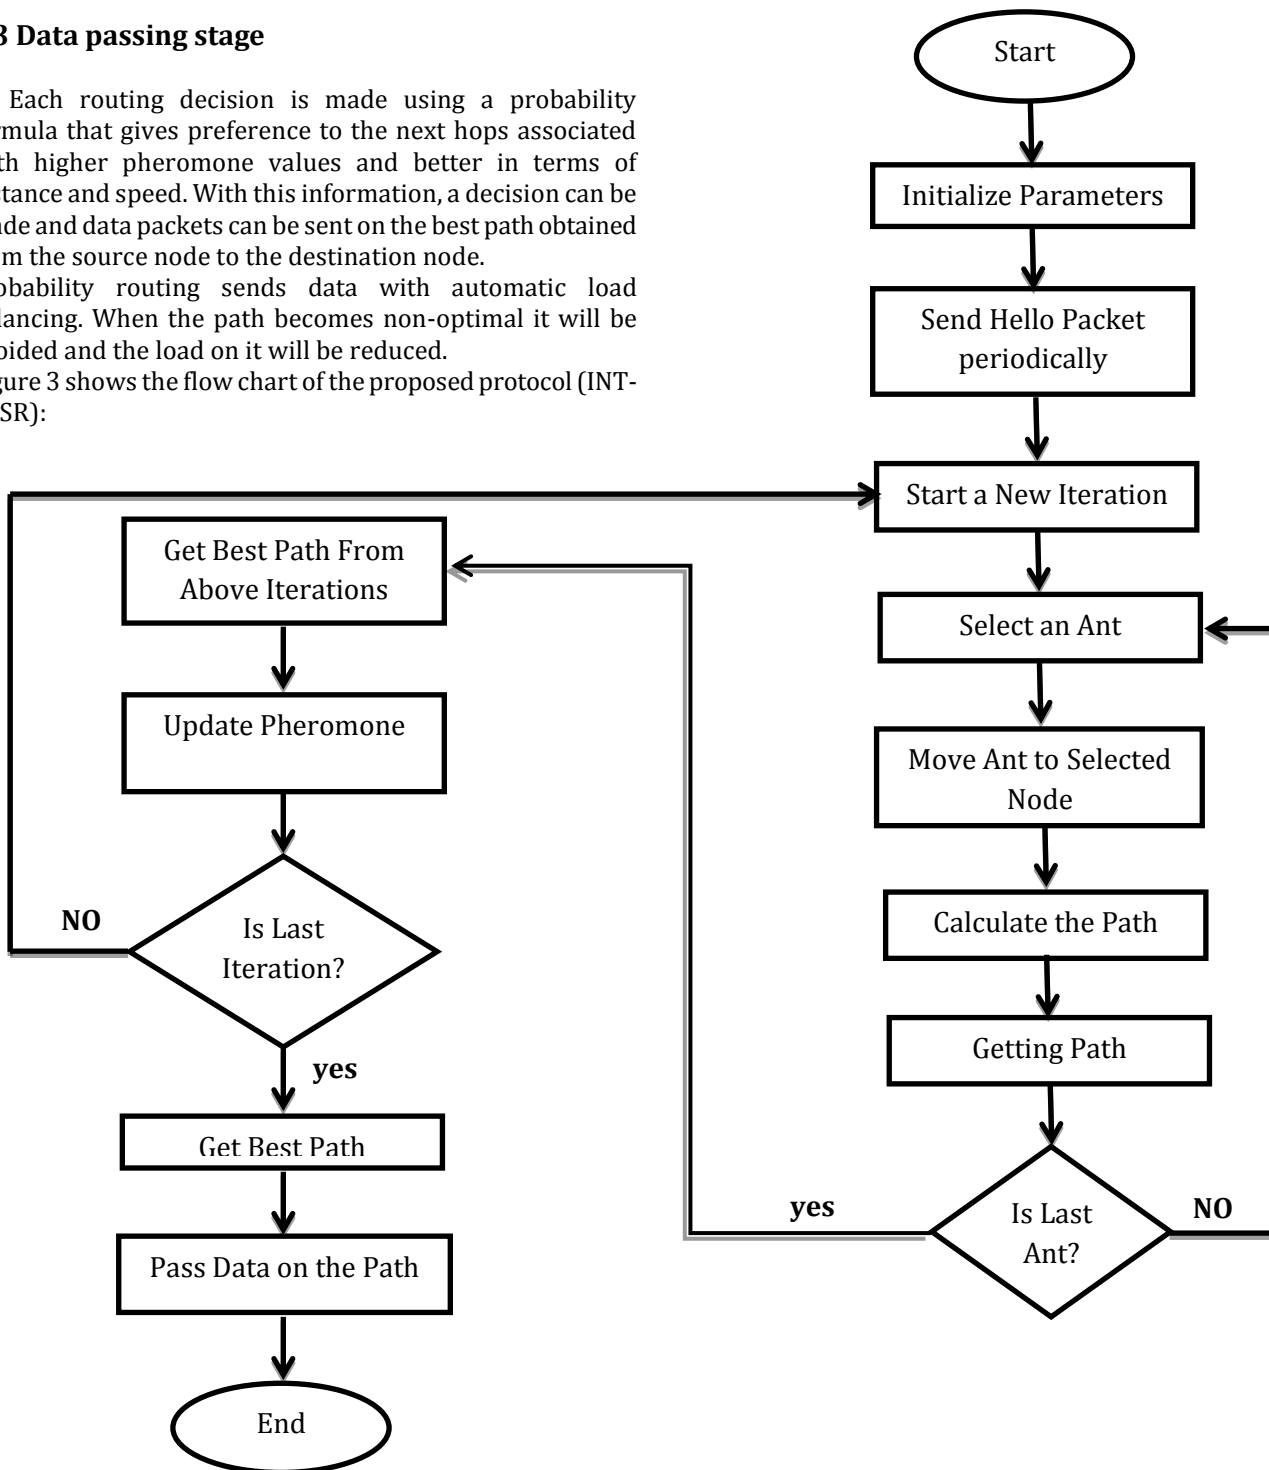 3 Data passing stage
Each routing decision is made using a probability
rmula that gives preference to the next hops associated
th higher pheromone values and better in terms of
stance and speed. With this information, a decision can be
ade and data packets can be sent on the best path obtained
om the source node to the destination node.
obability routing sends data with automatic load
lancing. When the path becomes non-optimal it will be
oided and the load on it will be reduced.
gure 3 shows the flow chart of the proposed protocol (INT-
SR):
Start
Initialize Parameters
Send Hello Packet
periodically
Start a New Iteration
Select an Ant
Move Ant to Selected
Node
Calculate the Path
Getting Path
Is Last
Ant?
yes
NO
Get Best Path From
Above Iterations
Update Pheromone
Is Last
Iteration?
NO
yes
Get Best Path
Pass Data on the Path
End